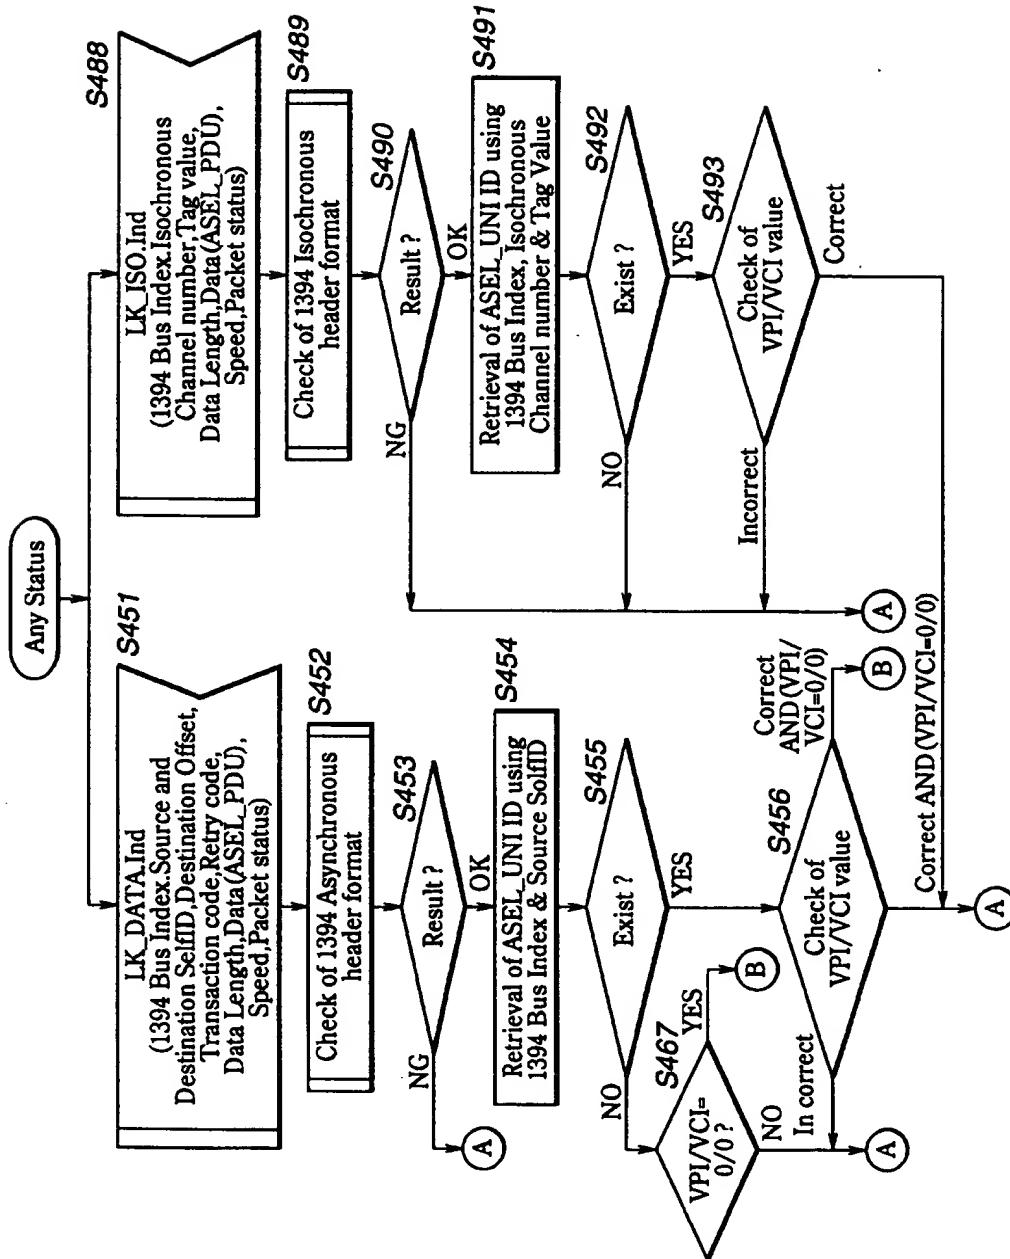 Any Status
S451
LK_DATA.Ind
(1394 Bus Index.Source and
Destination SelfID,Destination Offset,
Transaction code,Retry code,
Data Length,Data(ASEL_PDU),
Speed,Packet status)
S452
Check of 1394 Asynchronous
header format
S453
Result ?
NG
A
OK
S454
Retrieval of ASEL_UNI ID using
1394 Bus Index & Source SolfID
S455
Exist ?
NO
YES
S467
VPI/VCI=
0/0 ?
YES
B
NO
S456
Check of
VPI/VCI value
In correct
A
Correct
AND(VPI/
VCI=0/0)
B
Correct AND(VPI/VCI=0/0)
A
S488
LK_ISO.Ind
(1394 Bus Index.Isochronous
Channel number,Tag value,
Data Length,Data(ASEL_PDU),
Speed,Packet status)
S489
Check of 1394 Isochronous
header format
S490
Result ?
NG
OK
S491
Retrieval of ASEL_UNI ID using
1394 Bus Index, Isochronous
Channel number & Tag Value
S492
Exist ?
NO
YES
S493
Check of
VPI/VCI value
Incorrect
Correct
A